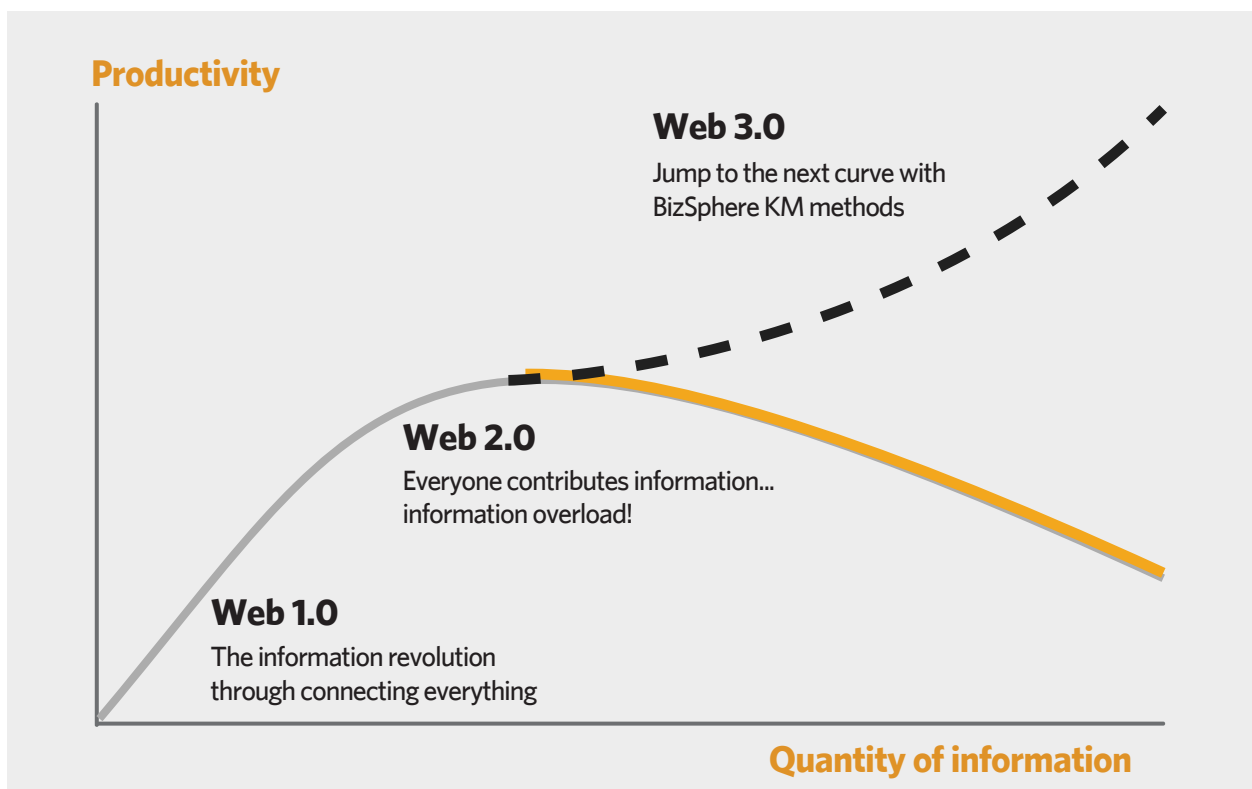 Productivity
Web 3.0
Jump to the next curve with
BizSphere KM methods
Web 2.0
Everyone contributes information...
information overload!
Web 1.0
The information revolution
through connecting everything
Quantity of information